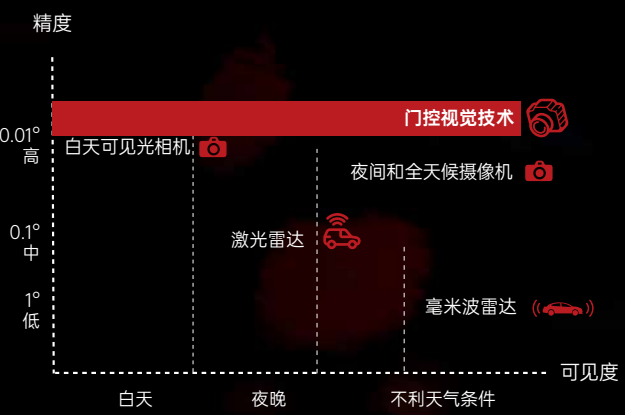 精度
门控视觉技术
0.01°
高
白天可见光相机
夜间和全天候摄像机
0.1°
中
激光雷达
1°
低
毫米波雷达
可见度
白天
夜晚
不利天气条件